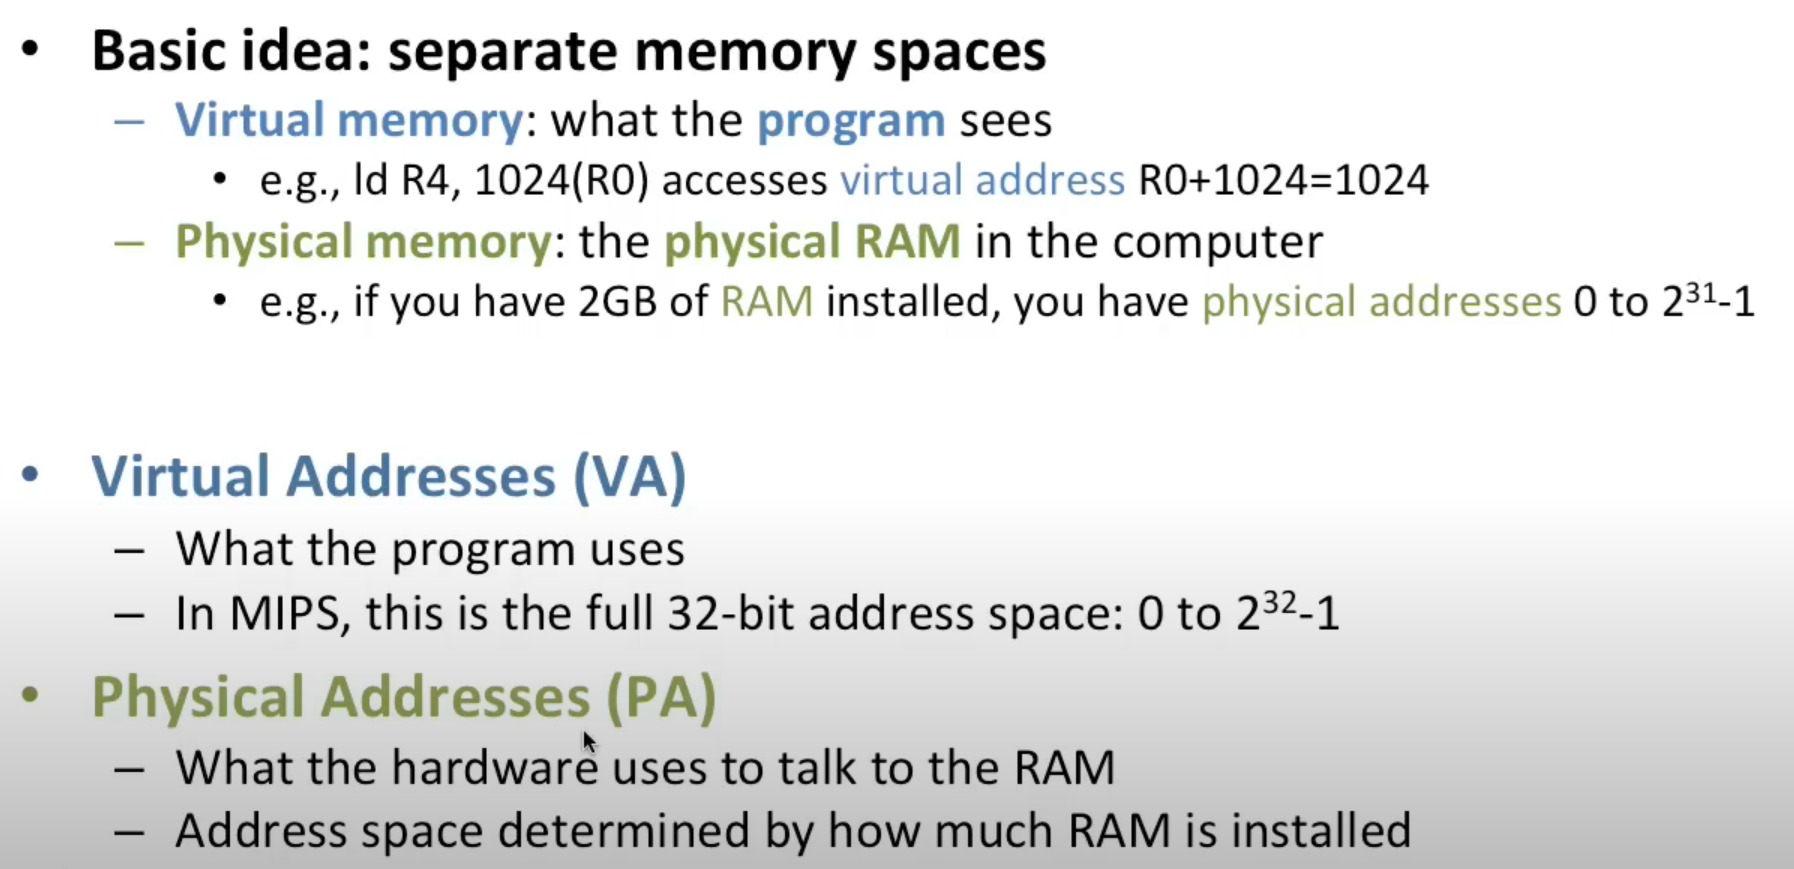 • Basic idea: separate memory spaces
– Virtual memory: what the program sees
• e.g., ld R4, 1024(R0) accesses virtual address R0+1024=1024
– Physical memory: the physical RAM in the computer
• e.g., if you have 2GB of RAM installed, you have physical addresses 0 to 2³¹-1
• Virtual Addresses (VA)
– What the program uses
– In MIPS, this is the full 32-bit address space: 0 to 2³²-1
• Physical Addresses (PA)
– What the hardware uses to talk to the RAM
– Address space determined by how much RAM is installed